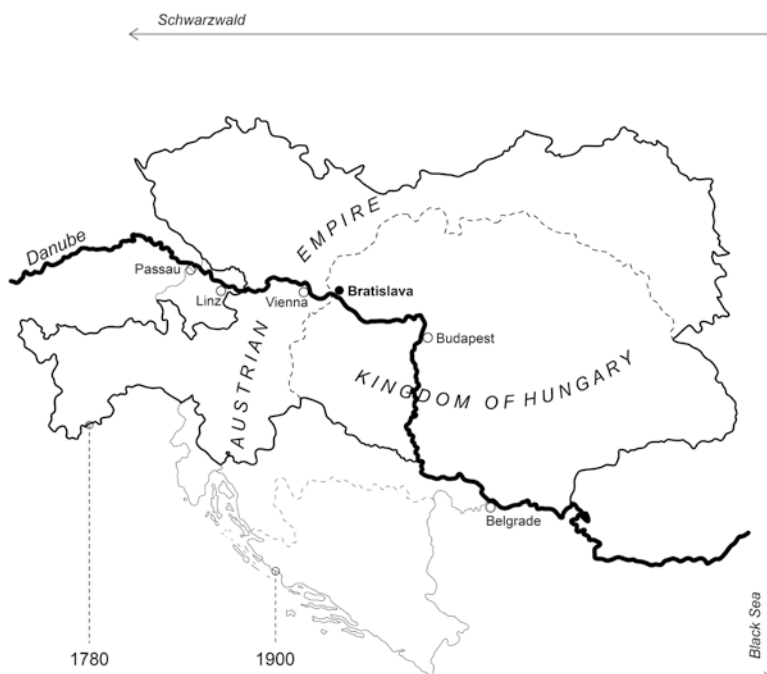 Schwarzwald
Danube
Passau
Linz
Vienna
Bratislava
Budapest
AUSTRIAN EMPIRE
KINGDOM OF HUNGARY
Belgrade
Black Sea
1780
1900